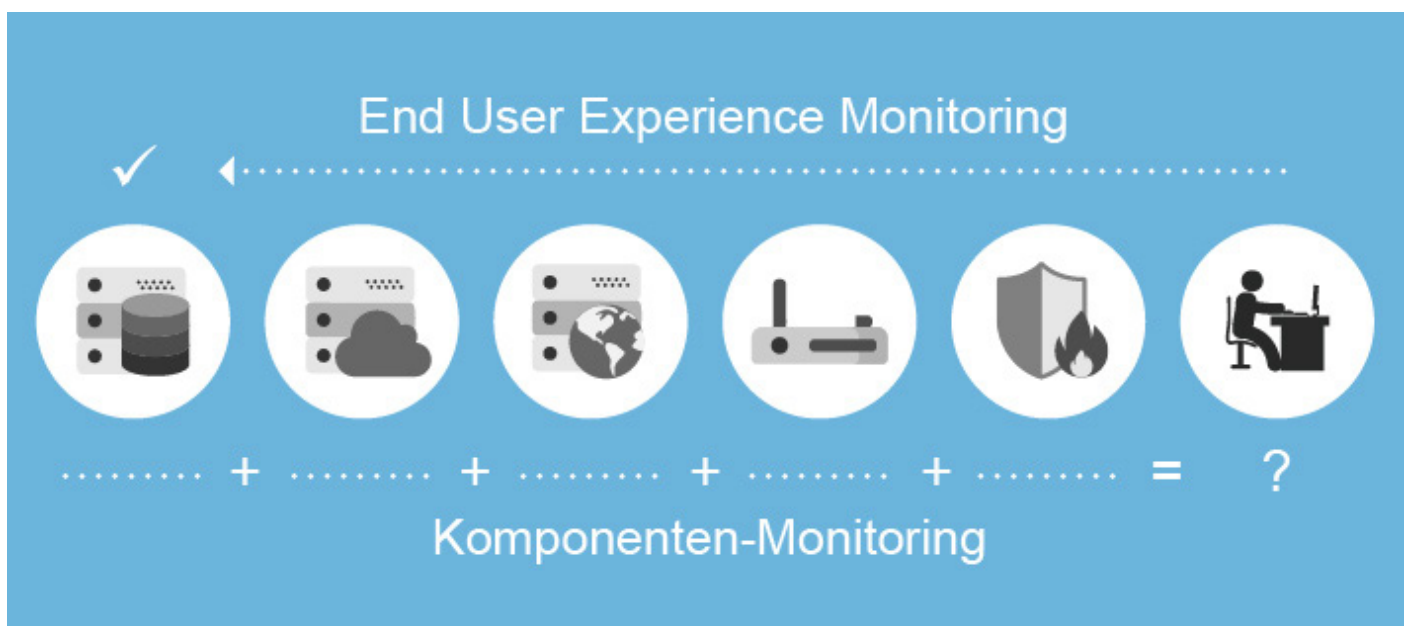 End User Experience Monitoring
+ + + + = ?
Komponenten-Monitoring